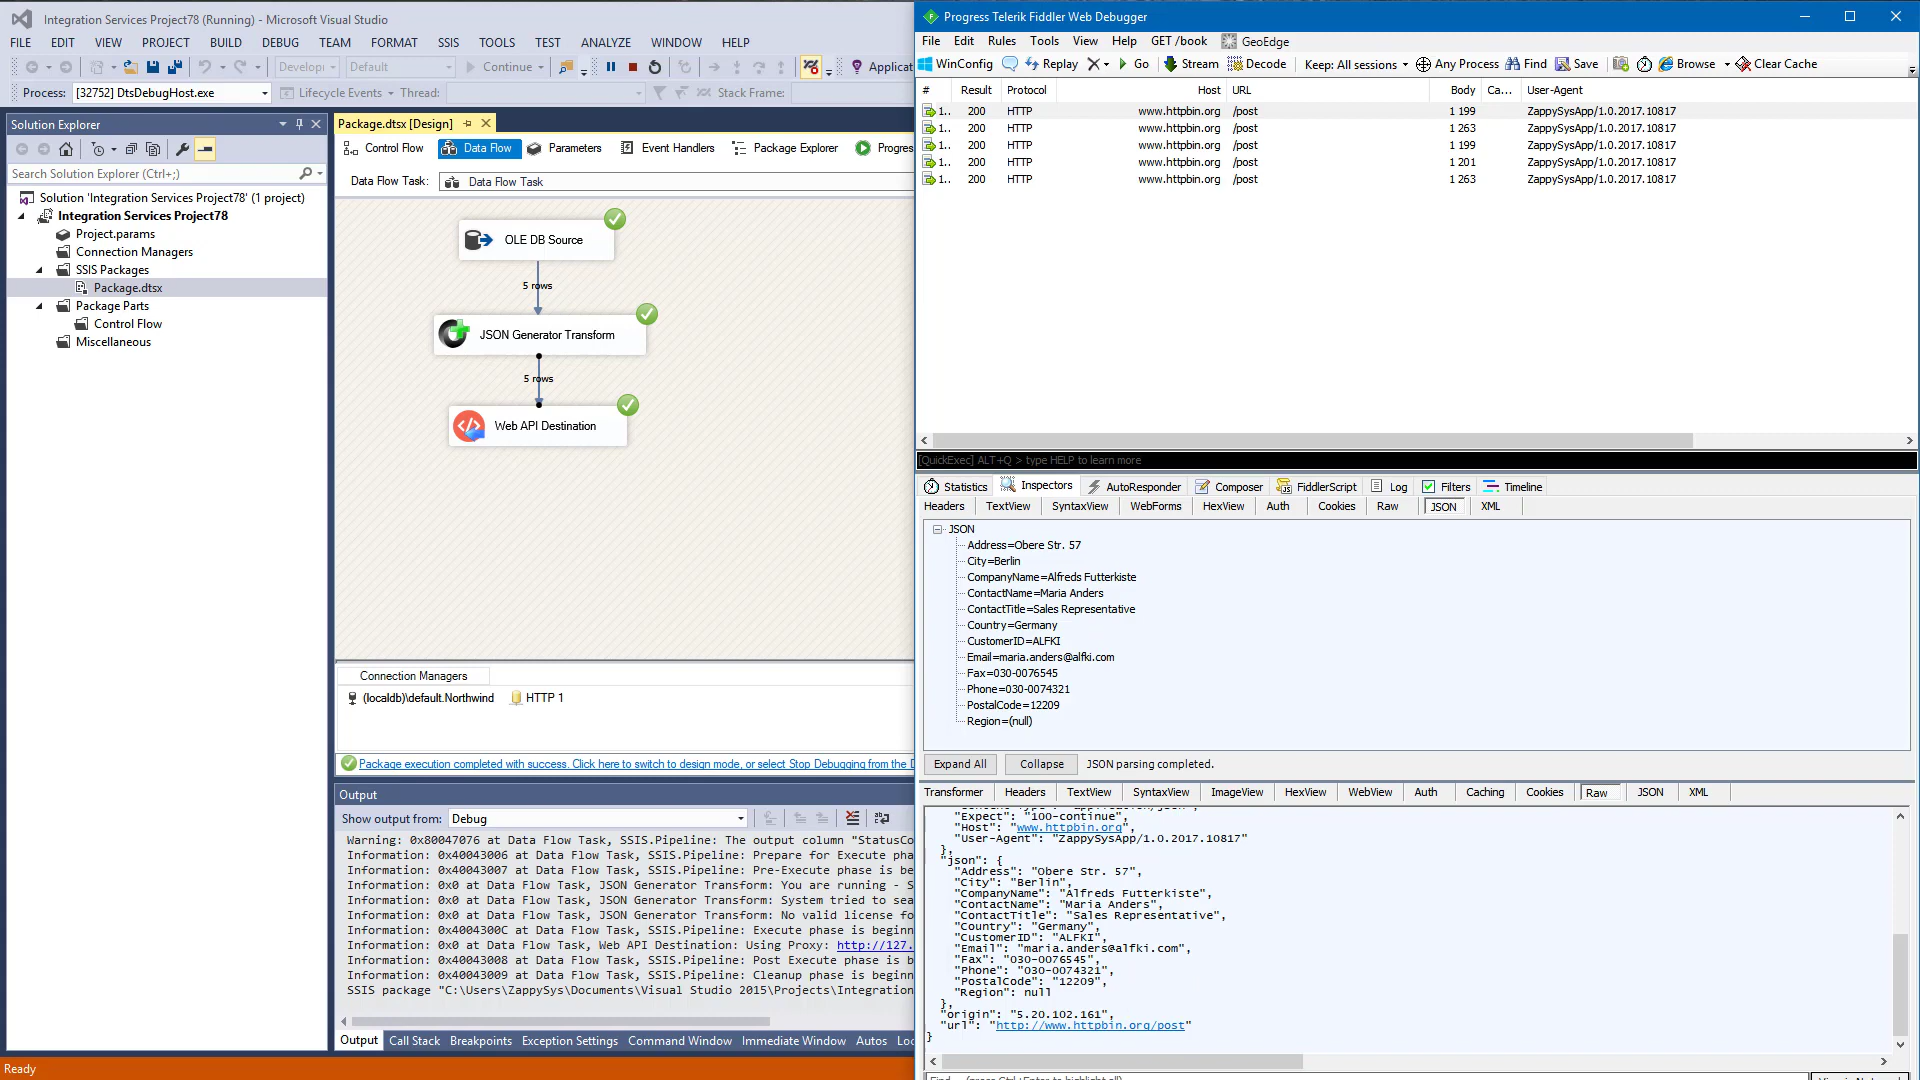 Integration Services Project78 (Running) - Microsoft Visual Studio
FILE EDIT VIEW PROJECT BUILD DEBUG TEAM FORMAT SSIS TOOLS TEST ANALYZE WINDOW HELP
Develop Default Continue Applicat
Process: [32752] DtsDebugHost.exe Lifecycle Events Thread: Stack Frame:
Solution Explorer
Search Solution Explorer (Ctrl+;)
Solution 'Integration Services Project78' (1 project)
Integration Services Project78
Project.params
Connection Managers
SSIS Packages
Package.dtsx
Package Parts
Control Flow
Miscellaneous
Package.dtsx [Design]
Control Flow Data Flow Parameters Event Handlers Package Explorer Progres
Data Flow Task: Data Flow Task
OLE DB Source
5 rows
JSON Generator Transform
5 rows
Web API Destination
Connection Managers
(localdb)\default.Northwind HTTP 1
Package execution completed with success. Click here to switch to design mode, or select Stop Debugging from the D
Output
Show output from: Debug
Warning: 0x80047076 at Data Flow Task, SSIS.Pipeline: The output column "StatusCo
Information: 0x40043006 at Data Flow Task, SSIS.Pipeline: Prepare for Execute pha
Information: 0x40043007 at Data Flow Task, SSIS.Pipeline: Pre-Execute phase is be
Information: 0x0 at Data Flow Task, JSON Generator Transform: You are running - S
Information: 0x0 at Data Flow Task, JSON Generator Transform: System tried to sea
Information: 0x0 at Data Flow Task, JSON Generator Transform: No valid license fo
Information: 0x4004300C at Data Flow Task, SSIS.Pipeline: Execute phase is beginn
Information: 0x0 at Data Flow Task, Web API Destination: Using Proxy: http://127.
Information: 0x40043008 at Data Flow Task, SSIS.Pipeline: Post Execute phase is b
Information: 0x40043009 at Data Flow Task, SSIS.Pipeline: Cleanup phase is beginn
SSIS package "C:\Users\ZappySys\Documents\Visual Studio 2015\Projects\Integration
Output Call Stack Breakpoints Exception Settings Command Window Immediate Window Autos Loc
Ready
Progress Telerik Fiddler Web Debugger
File Edit Rules Tools View Help GET /book GeoEdge
WinConfig Replay Go Stream Decode Keep: All sessions Any Process Find Save Browse Clear Cache
# Result Protocol Host URL Body Ca... User-Agent
1.. 200 HTTP www.httpbin.org /post 1 199 ZappySysApp/1.0.2017.10817
1.. 200 HTTP www.httpbin.org /post 1 263 ZappySysApp/1.0.2017.10817
1.. 200 HTTP www.httpbin.org /post 1 199 ZappySysApp/1.0.2017.10817
1.. 200 HTTP www.httpbin.org /post 1 201 ZappySysApp/1.0.2017.10817
1.. 200 HTTP www.httpbin.org /post 1 263 ZappySysApp/1.0.2017.10817
[QuickExec] ALT+Q > type HELP to learn more
Statistics Inspectors AutoResponder Composer FiddlerScript Log Filters Timeline
Headers TextView SyntaxView WebForms HexView Auth Cookies Raw JSON XML
JSON
Address=Obere Str. 57
City=Berlin
CompanyName=Alfreds Futterkiste
ContactName=Maria Anders
ContactTitle=Sales Representative
Country=Germany
CustomerID=ALFKI
Email=maria.anders@alfki.com
Fax=030-0076545
Phone=030-0074321
PostalCode=12209
Region=(null)
Expand All Collapse JSON parsing completed.
Transformer Headers TextView SyntaxView ImageView HexView WebView Auth Caching Cookies Raw JSON XML
"Expect": "100-continue",
"Host": "www.httpbin.org",
"User-Agent": "ZappySysApp/1.0.2017.10817"
},
"json": {
"Address": "Obere Str. 57",
"City": "Berlin",
"CompanyName": "Alfreds Futterkiste",
"ContactName": "Maria Anders",
"ContactTitle": "Sales Representative",
"Country": "Germany",
"CustomerID": "ALFKI",
"Email": "maria.anders@alfki.com",
"Fax": "030-0076545",
"Phone": "030-0074321",
"PostalCode": "12209",
"Region": null
},
"origin": "5.20.102.161",
"url": "http://www.httpbin.org/post"
}